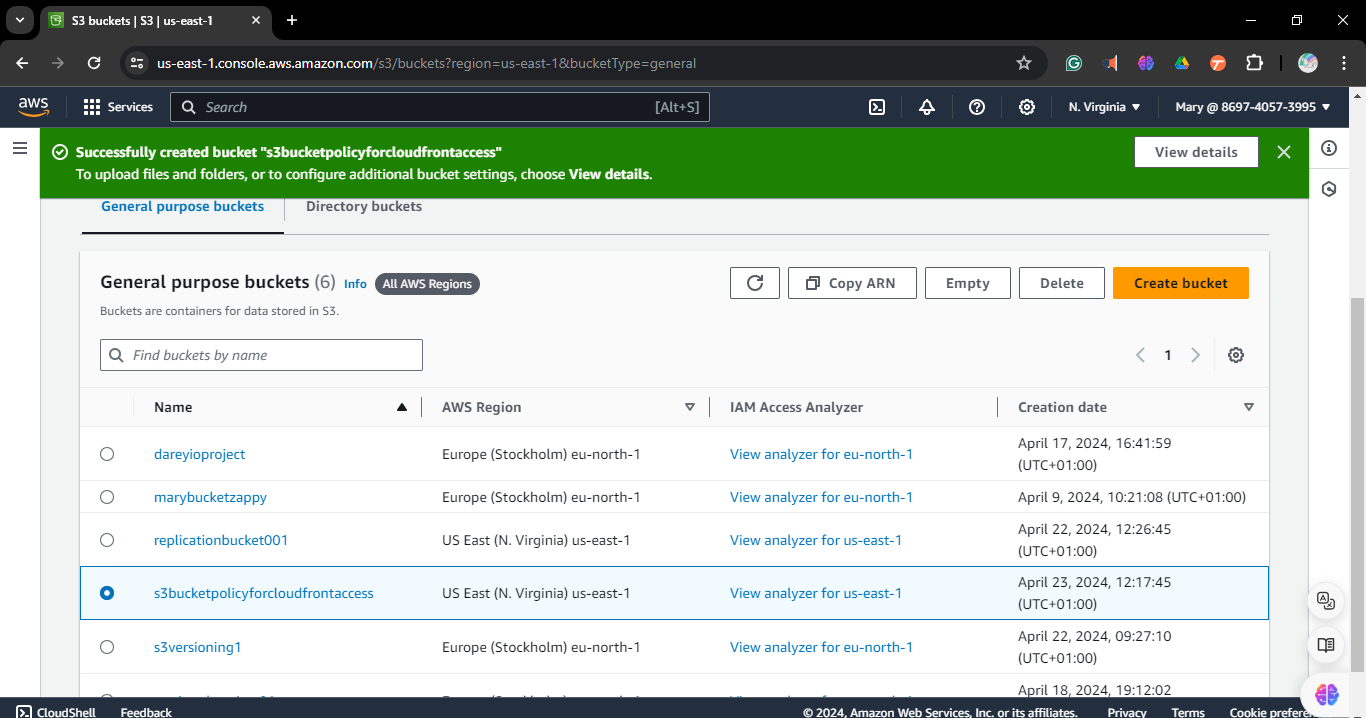 S3 buckets | S3 | us-east-1
us-east-1.console.aws.amazon.com/s3/buckets?region=us-east-1&bucketType=general
aws Services Search [Alt+S] N. Virginia Mary @ 8697-4057-3995
Successfully created bucket "s3bucketpolicyforcloudfrontaccess"
To upload files and folders, or to configure additional bucket settings, choose View details.
View details
General purpose buckets Directory buckets
General purpose buckets (6) Info All AWS Regions
Copy ARN Empty Delete Create bucket
Buckets are containers for data stored in S3.
Find buckets by name
1
Name AWS Region IAM Access Analyzer Creation date
dareyioproject Europe (Stockholm) eu-north-1 View analyzer for eu-north-1 April 17, 2024, 16:41:59
(UTC+01:00)
marybucketzappy Europe (Stockholm) eu-north-1 View analyzer for eu-north-1 April 9, 2024, 10:21:08 (UTC+01:00)
replicationbucket001 US East (N. Virginia) us-east-1 View analyzer for us-east-1 April 22, 2024, 12:26:45
(UTC+01:00)
s3bucketpolicyforcloudfrontaccess US East (N. Virginia) us-east-1 View analyzer for us-east-1 April 23, 2024, 12:17:45
(UTC+01:00)
s3versioning1 Europe (Stockholm) eu-north-1 View analyzer for eu-north-1 April 22, 2024, 09:27:10
(UTC+01:00)
April 18, 2024, 19:12:02
CloudShell Feedback © 2024, Amazon Web Services, Inc. or its affiliates. Privacy Terms Cookie